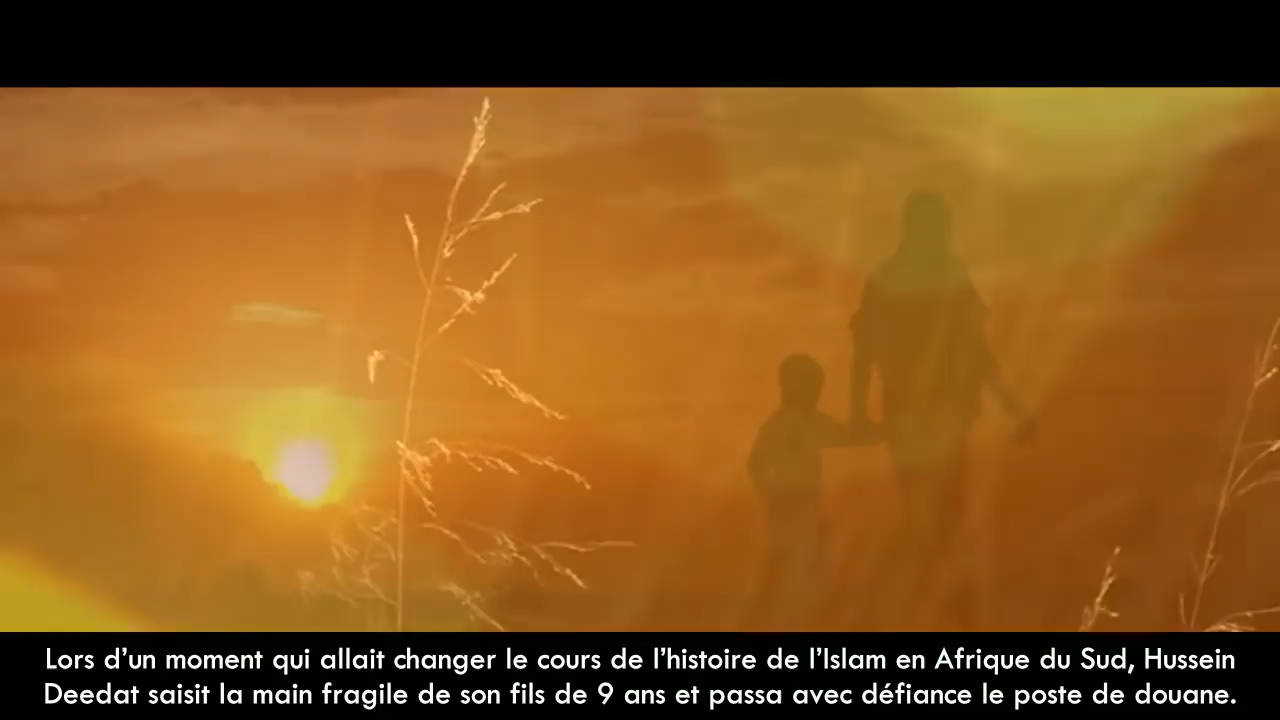 Lors d’un moment qui allait changer le cours de l’histoire de l’Islam en Afrique du Sud, Hussein
Deedat saisit la main fragile de son fils de 9 ans et passa avec défiance le poste de douane.